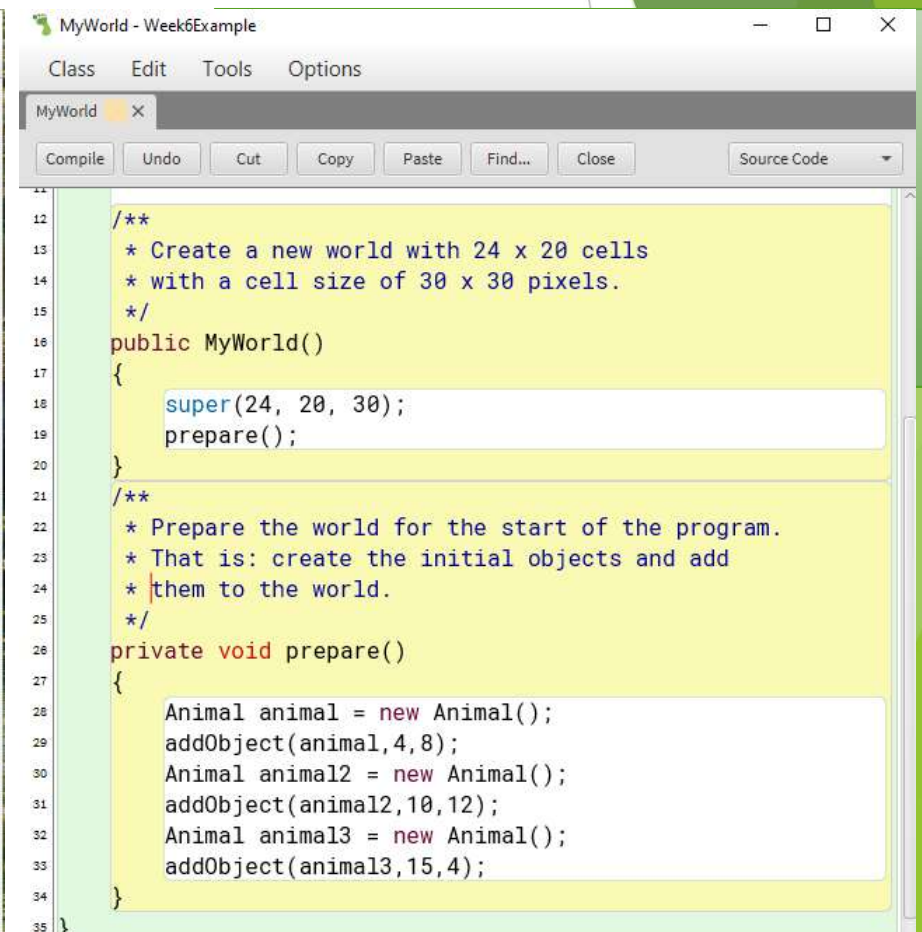 MyWorld - Week6Example
Class Edit Tools Options
MyWorld
Compile Undo Cut Copy Paste Find... Close Source Code
11
12 /**
13 * Create a new world with 24 x 20 cells
14 * with a cell size of 30 x 30 pixels.
15 */
16 public MyWorld()
17 {
18 super(24, 20, 30);
19 prepare();
20 }
21 /**
22 * Prepare the world for the start of the program.
23 * That is: create the initial objects and add
24 * them to the world.
25 */
26 private void prepare()
27 {
28 Animal animal = new Animal();
29 addObject(animal,4,8);
30 Animal animal2 = new Animal();
31 addObject(animal2,10,12);
32 Animal animal3 = new Animal();
33 addObject(animal3,15,4);
34 }
35 }